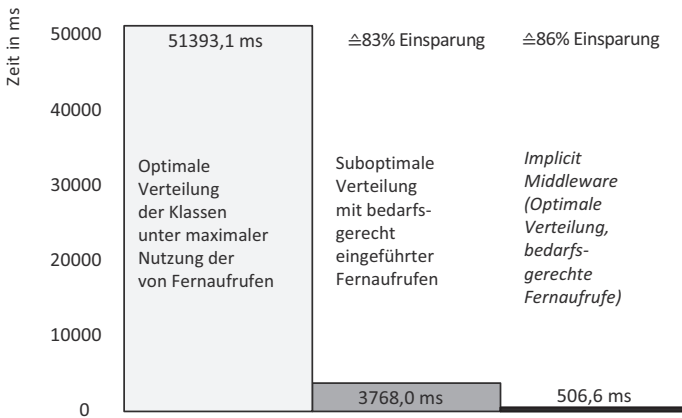 Zeit in ms
50000
40000
30000
20000
10000
0
51393,1 ms
≙83% Einsparung
≙86% Einsparung
Optimale
Verteilung
der Klassen
unter maximaler
Nutzung der
von Fernaufrufen
Suboptimale
Verteilung
mit bedarfs-
gerecht
eingeführter
Fernaufrufen
Implicit
Middleware
(Optimale
Verteilung,
bedarfs-
gerechte
Fernaufrufe)
3768,0 ms
506,6 ms